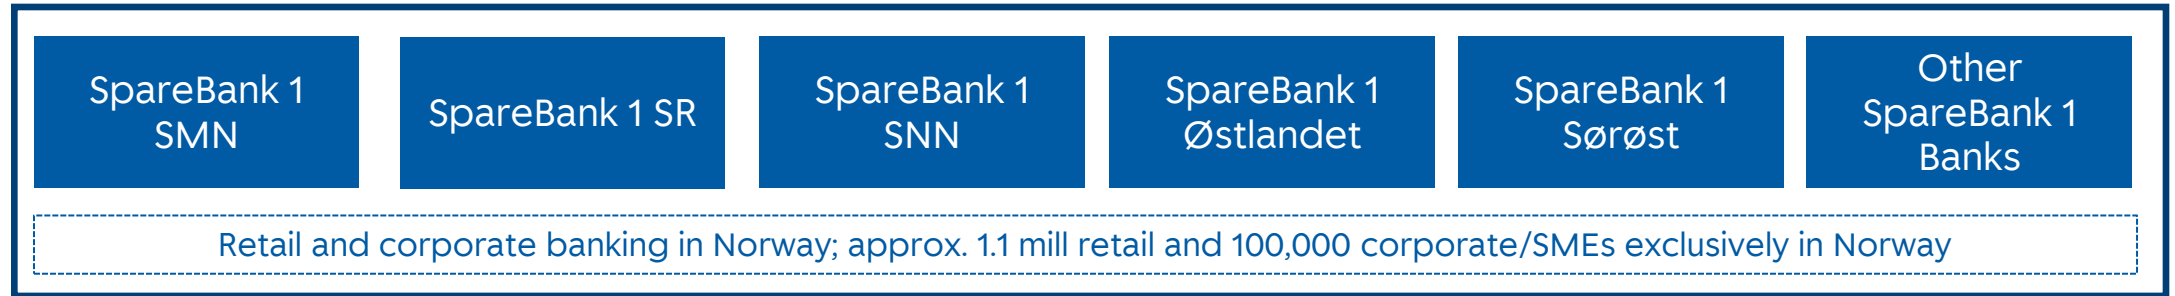 SpareBank 1
SMN
SpareBank 1 SR
SpareBank 1
SNN
SpareBank 1
Østlandet
SpareBank 1
Sørøst
Other
SpareBank 1
Banks
Retail and corporate banking in Norway; approx. 1.1 mill retail and 100,000 corporate/SMEs exclusively in Norway